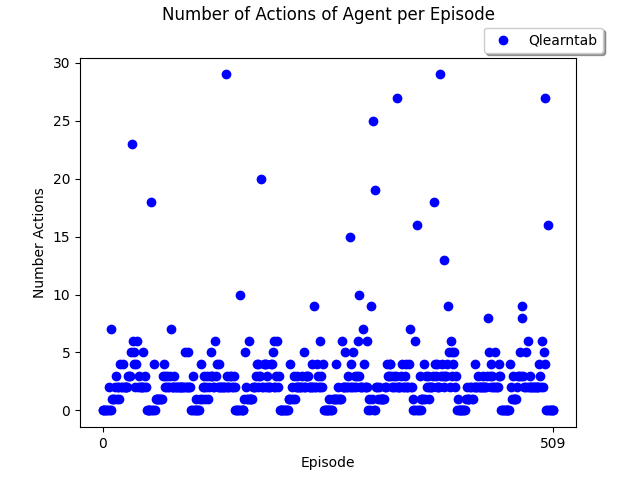 Number of Actions of Agent per Episode
Qlearntab
30
25
20
15
10
5
0
Number Actions
0 509
Episode